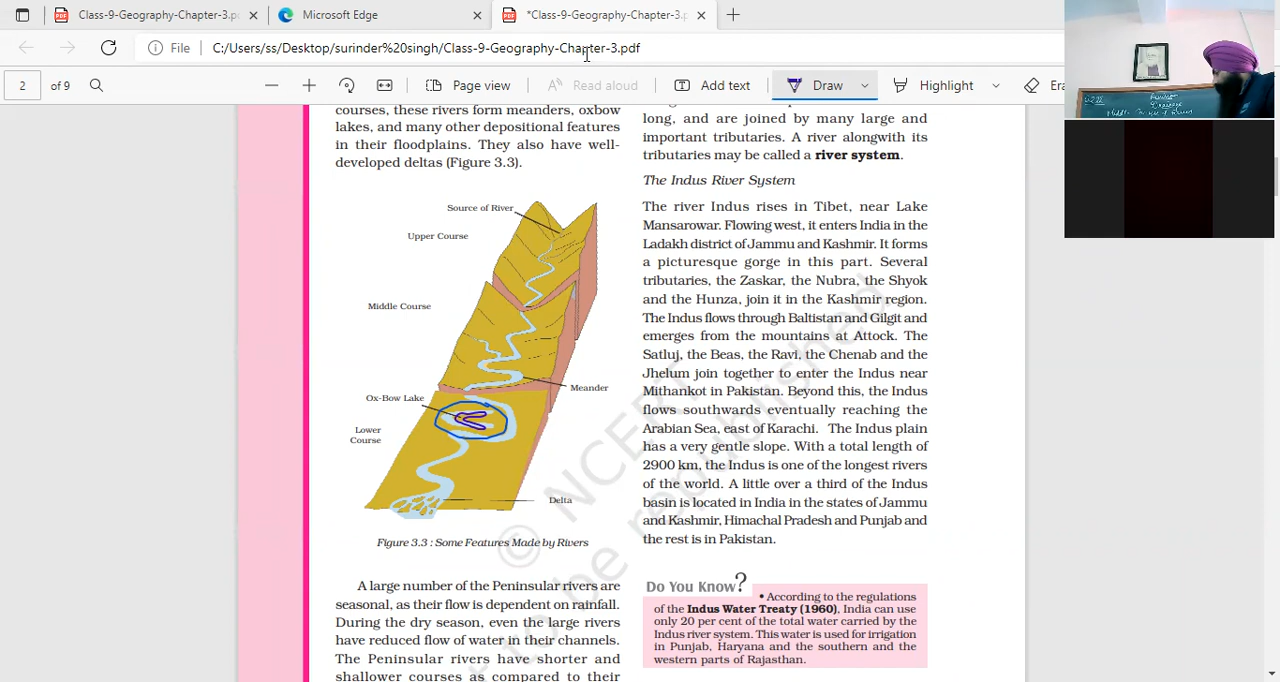 Class-9-Geography-Chapter-3.p
Microsoft Edge
*Class-9-Geography-Chapter-3.p
File
C:/Users/ss/Desktop/surinder%20singh/Class-9-Geography-Chapter-3.pdf
2 of 9
Page view
Read aloud
Add text
Draw
Highlight
Era
courses, these rivers form meanders, oxbow
lakes, and many other depositional features
in their floodplains. They also have well-
developed deltas (Figure 3.3).
Source of River
Upper Course
Middle Course
Meander
Ox-Bow Lake
Lower
Course
Delta
Figure 3.3 : Some Features Made by Rivers
A large number of the Peninsular rivers are
seasonal, as their flow is dependent on rainfall.
During the dry season, even the large rivers
have reduced flow of water in their channels.
The Peninsular rivers have shorter and
shallower courses as compared to their
long, and are joined by many large and
important tributaries. A river alongwith its
tributaries may be called a river system.
The Indus River System
The river Indus rises in Tibet, near Lake
Mansarowar. Flowing west, it enters India in the
Ladakh district of Jammu and Kashmir. It forms
a picturesque gorge in this part. Several
tributaries, the Zaskar, the Nubra, the Shyok
and the Hunza, join it in the Kashmir region.
The Indus flows through Baltistan and Gilgit and
emerges from the mountains at Attock. The
Satluj, the Beas, the Ravi, the Chenab and the
Jhelum join together to enter the Indus near
Mithankot in Pakistan. Beyond this, the Indus
flows southwards eventually reaching the
Arabian Sea, east of Karachi. The Indus plain
has a very gentle slope. With a total length of
2900 km, the Indus is one of the longest rivers
of the world. A little over a third of the Indus
basin is located in India in the states of Jammu
and Kashmir, Himachal Pradesh and Punjab and
the rest is in Pakistan.
Do You Know?
• According to the regulations
of the Indus Water Treaty (1960), India can use
only 20 per cent of the total water carried by the
Indus river system. This water is used for irrigation
in Punjab, Haryana and the southern and the
western parts of Rajasthan.
© NCERT
be republished